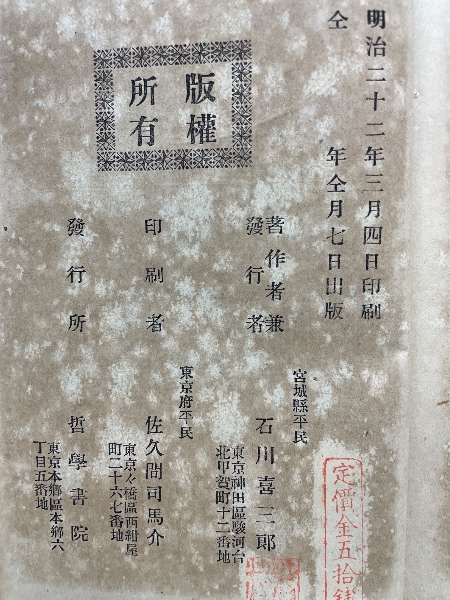 明治二十二年三月四日印刷
仝年仝月七日出版
版權
所有
著作者兼
發行者
宮城縣平民
石川喜三郎
東京神田區駿河台
北甲賀町十二番地
印刷者
東京府平民
佐久間司馬介
東京々橋區西紺屋
町二十六七番地
發行所
哲學書院
東京本鄉區本鄉六
丁目五番地
定價金五拾錢